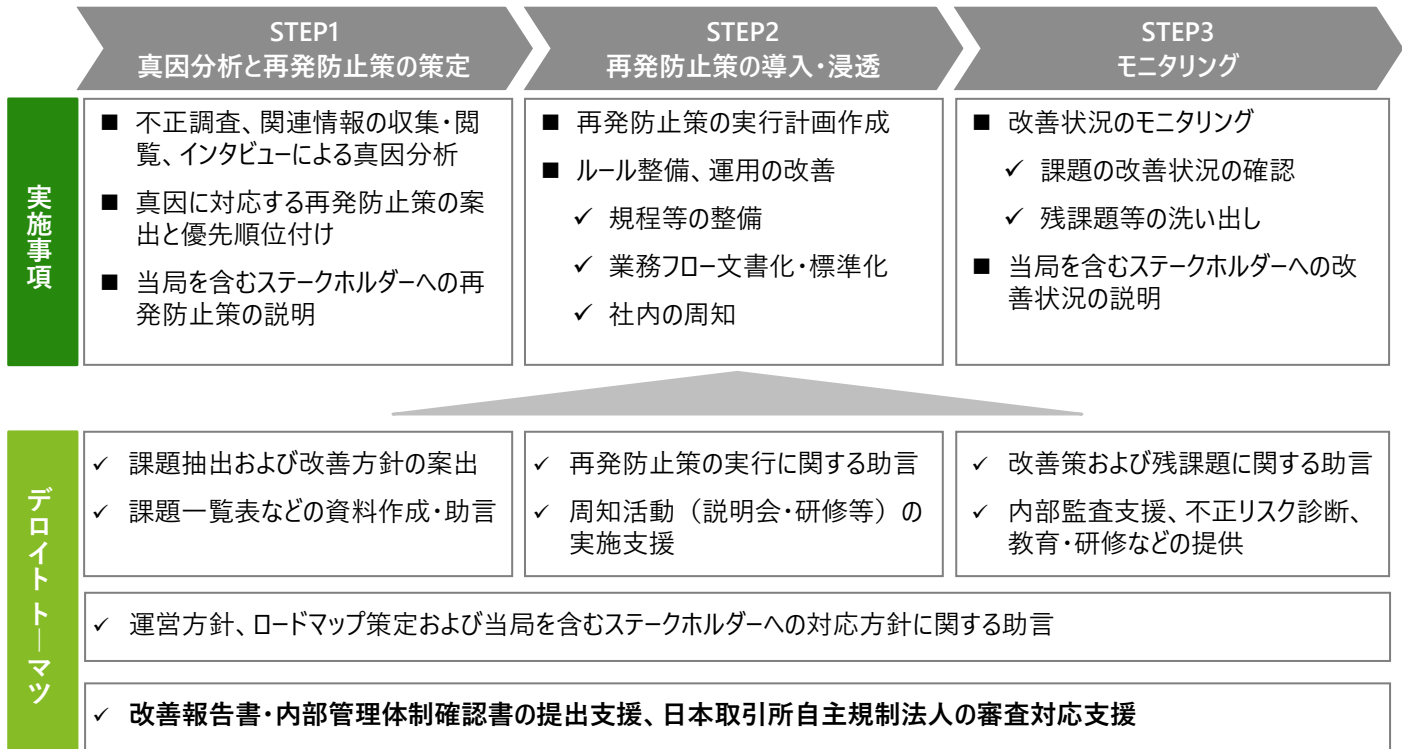 STEP1
真因分析と再発防止策の策定
STEP2
再発防止策の導入・浸透
STEP3
モニタリング
実施事項
■ 不正調査、関連情報の収集・閲
覧、インタビューによる真因分析
■ 真因に対応する再発防止策の案
出と優先順位付け
■ 当局を含むステークホルダーへの再
発防止策の説明
■ 再発防止策の実行計画作成
■ ルール整備、運用の改善
✓ 規程等の整備
✓ 業務フロー文書化・標準化
✓ 社内の周知
■ 改善状況のモニタリング
✓ 課題の改善状況の確認
✓ 残課題等の洗い出し
■ 当局を含むステークホルダーへの改
善状況の説明
デロイト トーマツ
✓ 課題抽出および改善方針の案出
✓ 課題一覧表などの資料作成・助言
✓ 再発防止策の実行に関する助言
✓ 周知活動（説明会・研修等）の
実施支援
✓ 改善策および残課題に関する助言
✓ 内部監査支援、不正リスク診断、
教育・研修などの提供
✓ 運営方針、ロードマップ策定および当局を含むステークホルダーへの対応方針に関する助言
✓ 改善報告書・内部管理体制確認書の提出支援、日本取引所自主規制法人の審査対応支援